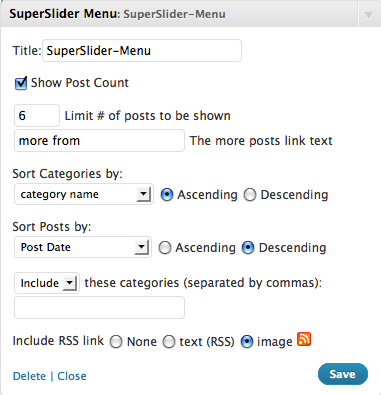 SuperSlider Menu: SuperSlider-Menu
Title: SuperSlider-Menu
Show Post Count
6 Limit # of posts to be shown
more from The more posts link text
Sort Categories by:
category name Ascending Descending
Sort Posts by:
Post Date Ascending Descending
Include these categories (separated by commas):
Include RSS link None text (RSS) image
Delete | Close Save